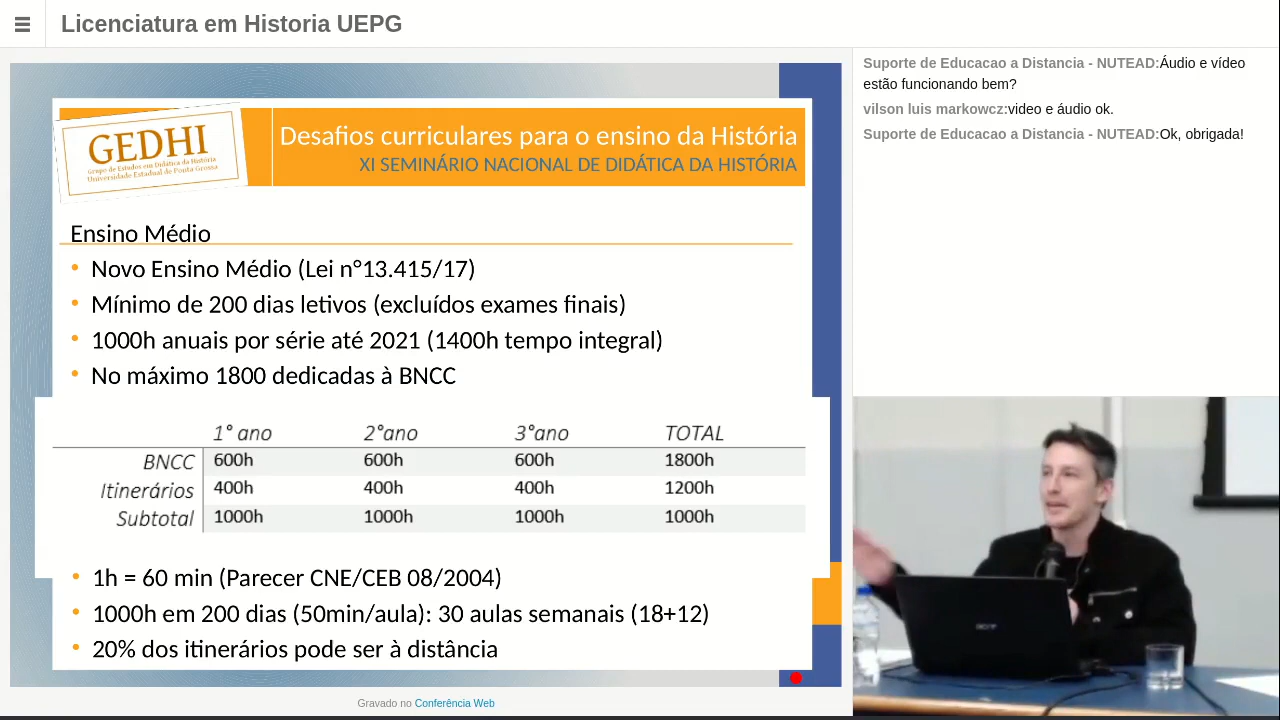 Licenciatura em Historia UEPG
GEDHI
Grupo de Estudos em Didática da História
Universidade Estadual de Ponta Grossa
Desafios curriculares para o ensino da História
XI SEMINÁRIO NACIONAL DE DIDÁTICA DA HISTÓRIA
Ensino Médio
• Novo Ensino Médio (Lei n°13.415/17)
• Mínimo de 200 dias letivos (excluídos exames finais)
• 1000h anuais por série até 2021 (1400h tempo integral)
• No máximo 1800 dedicadas à BNCC
1° ano 2°ano 3°ano TOTAL
BNCC 600h 600h 600h 1800h
Itinerários 400h 400h 400h 1200h
Subtotal 1000h 1000h 1000h 1000h
• 1h = 60 min (Parecer CNE/CEB 08/2004)
• 1000h em 200 dias (50min/aula): 30 aulas semanais (18+12)
• 20% dos itinerários pode ser à distância
Gravado no Conferência Web
Suporte de Educacao a Distancia - NUTEAD:Áudio e vídeo
estão funcionando bem?
vilson luis markowcz:video e áudio ok.
Suporte de Educacao a Distancia - NUTEAD:Ok, obrigada!
acer